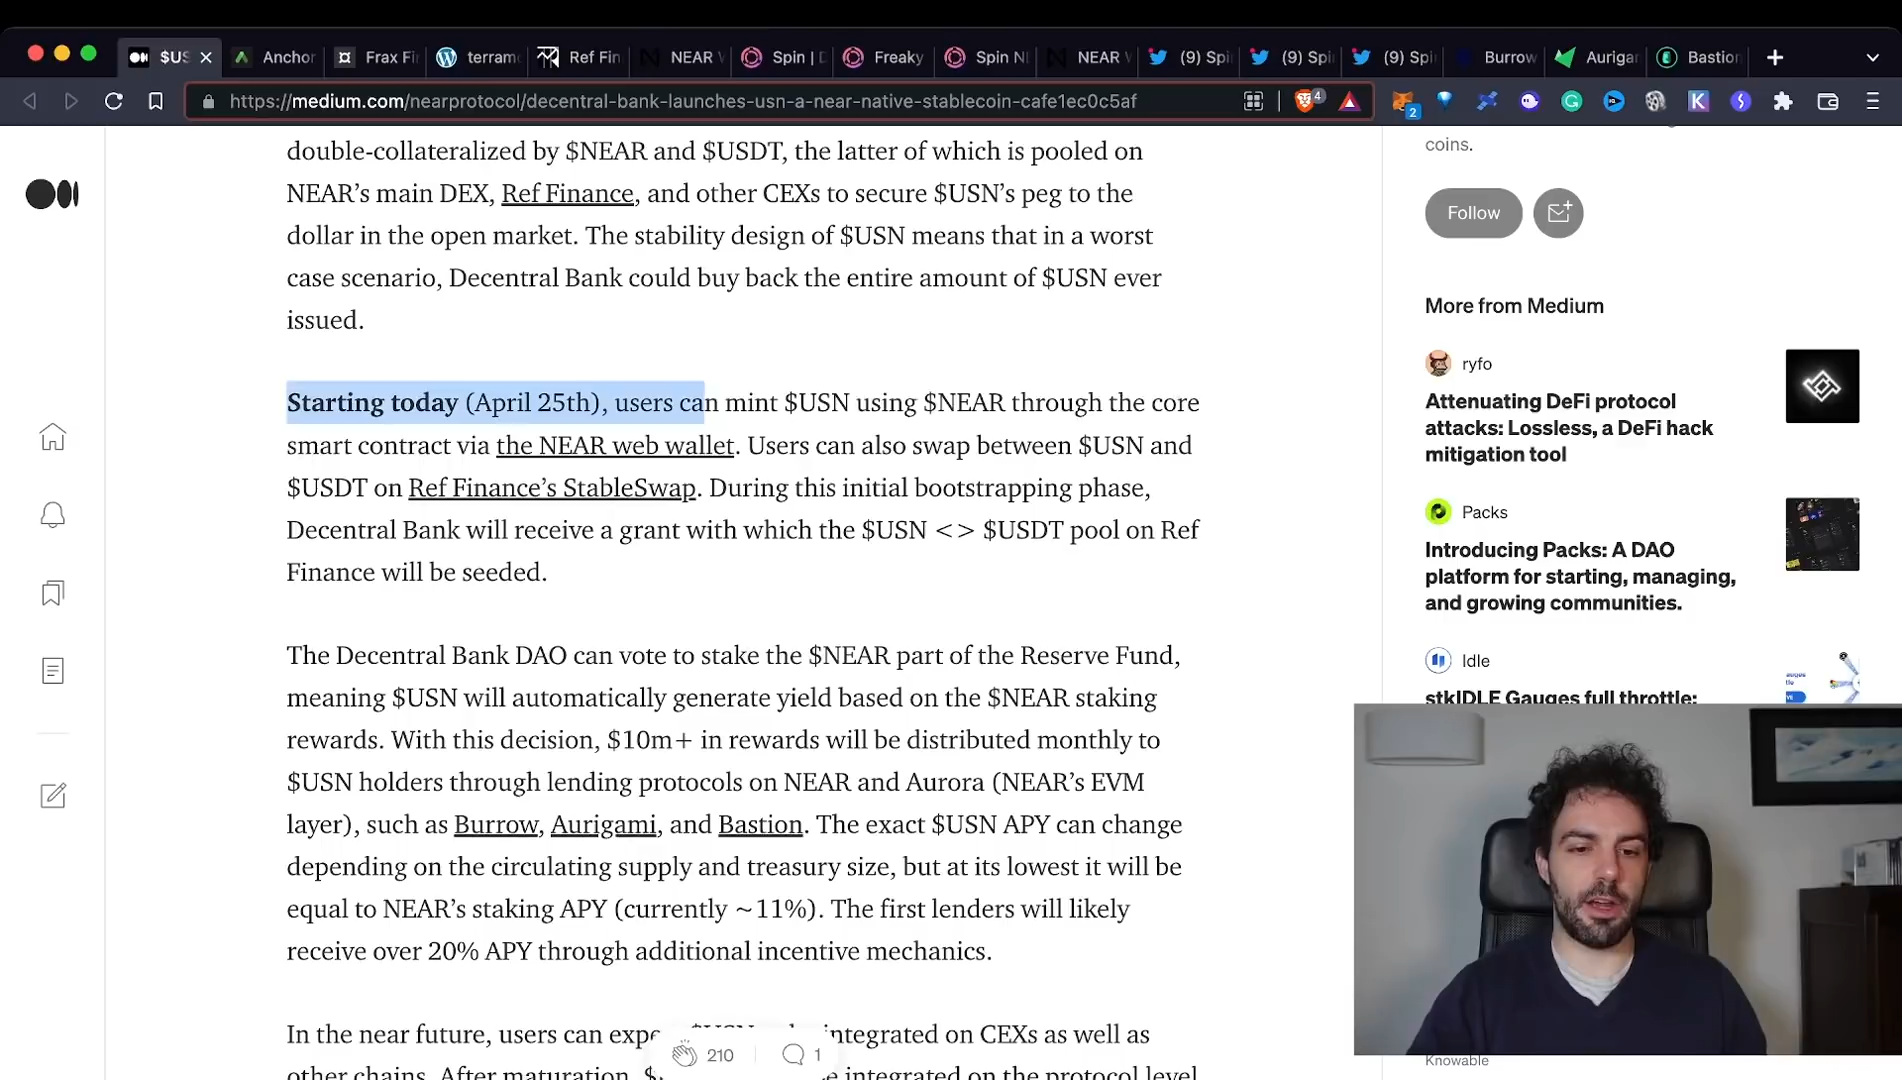 $US
Anchor
Frax Fi
terram
Ref Fin
NEAR
Spin | D
Freaky
Spin NE
NEAR
(9) Spi
(9) Spi
(9) Spi
Burrow
Auriga
Bastion
https://medium.com/nearprotocol/decentral-bank-launches-usn-a-near-native-stablecoin-cafe1ec0c5af
4
2
double-collateralized by $NEAR and $USDT, the latter of which is pooled on
NEAR’s main DEX, Ref Finance, and other CEXs to secure $USN’s peg to the
dollar in the open market. The stability design of $USN means that in a worst
case scenario, Decentral Bank could buy back the entire amount of $USN ever
issued.
Starting today (April 25th), users can mint $USN using $NEAR through the core
smart contract via the NEAR web wallet. Users can also swap between $USN and
$USDT on Ref Finance’s StableSwap. During this initial bootstrapping phase,
Decentral Bank will receive a grant with which the $USN <> $USDT pool on Ref
Finance will be seeded.
The Decentral Bank DAO can vote to stake the $NEAR part of the Reserve Fund,
meaning $USN will automatically generate yield based on the $NEAR staking
rewards. With this decision, $10m+ in rewards will be distributed monthly to
$USN holders through lending protocols on NEAR and Aurora (NEAR’s EVM
layer), such as Burrow, Aurigami, and Bastion. The exact $USN APY can change
depending on the circulating supply and treasury size, but at its lowest it will be
equal to NEAR’s staking APY (currently ~11%). The first lenders will likely
receive over 20% APY through additional incentive mechanics.
In the near future, users can expe integrated on CEXs as well as
other chains. After maturation, integrated on the protocol level
210
1
coins.
Follow
More from Medium
ryfo
Attenuating DeFi protocol
attacks: Lossless, a DeFi hack
mitigation tool
Packs
Introducing Packs: A DAO
platform for starting, managing,
and growing communities.
Idle
stkIDLE Gauges full throttle:
Knowable